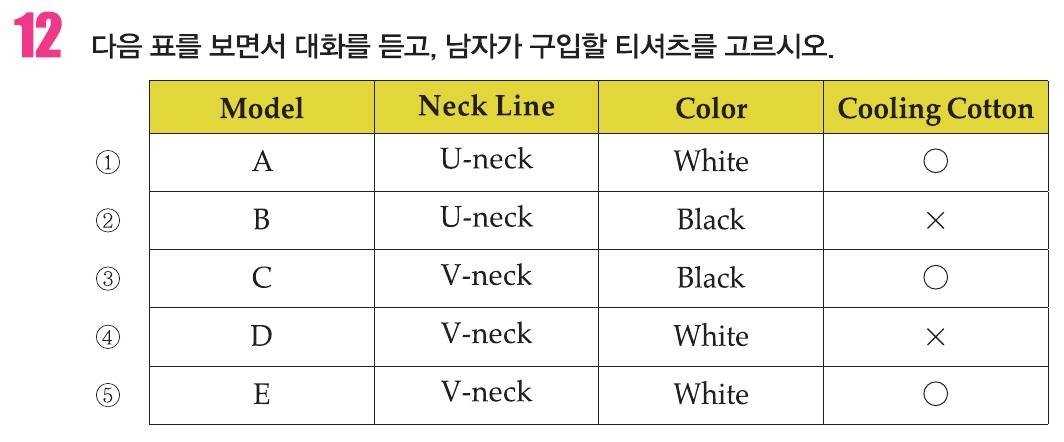 12 다음 표를 보면서 대화를 듣고, 남자가 구입할 티셔츠를 고르시오.
Model Neck Line Color Cooling Cotton
① A U-neck White ○
② B U-neck Black ×
③ C V-neck Black ○
④ D V-neck White ×
⑤ E V-neck White ○